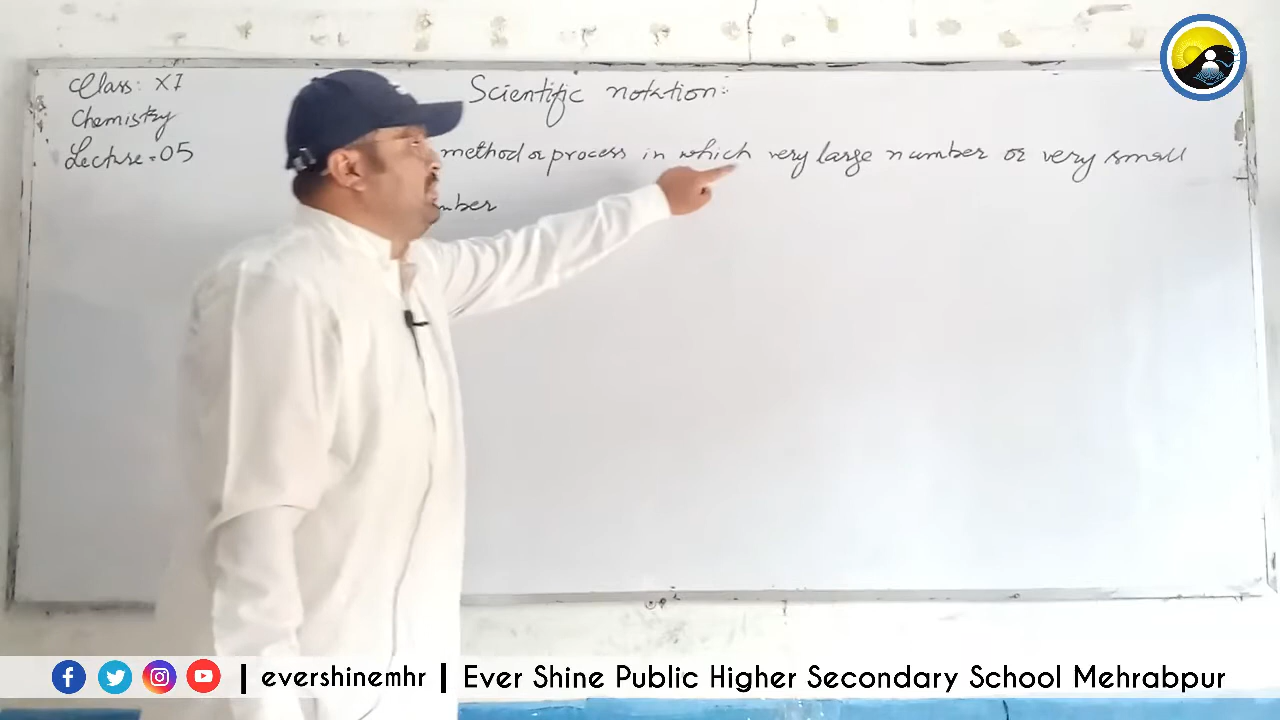 Class: XI
Chemistry
Lecture = 05
Scientific notation:
method or process in which very large number or very small
mber
| evershinemhr | Ever Shine Public Higher Secondary School Mehrabpur